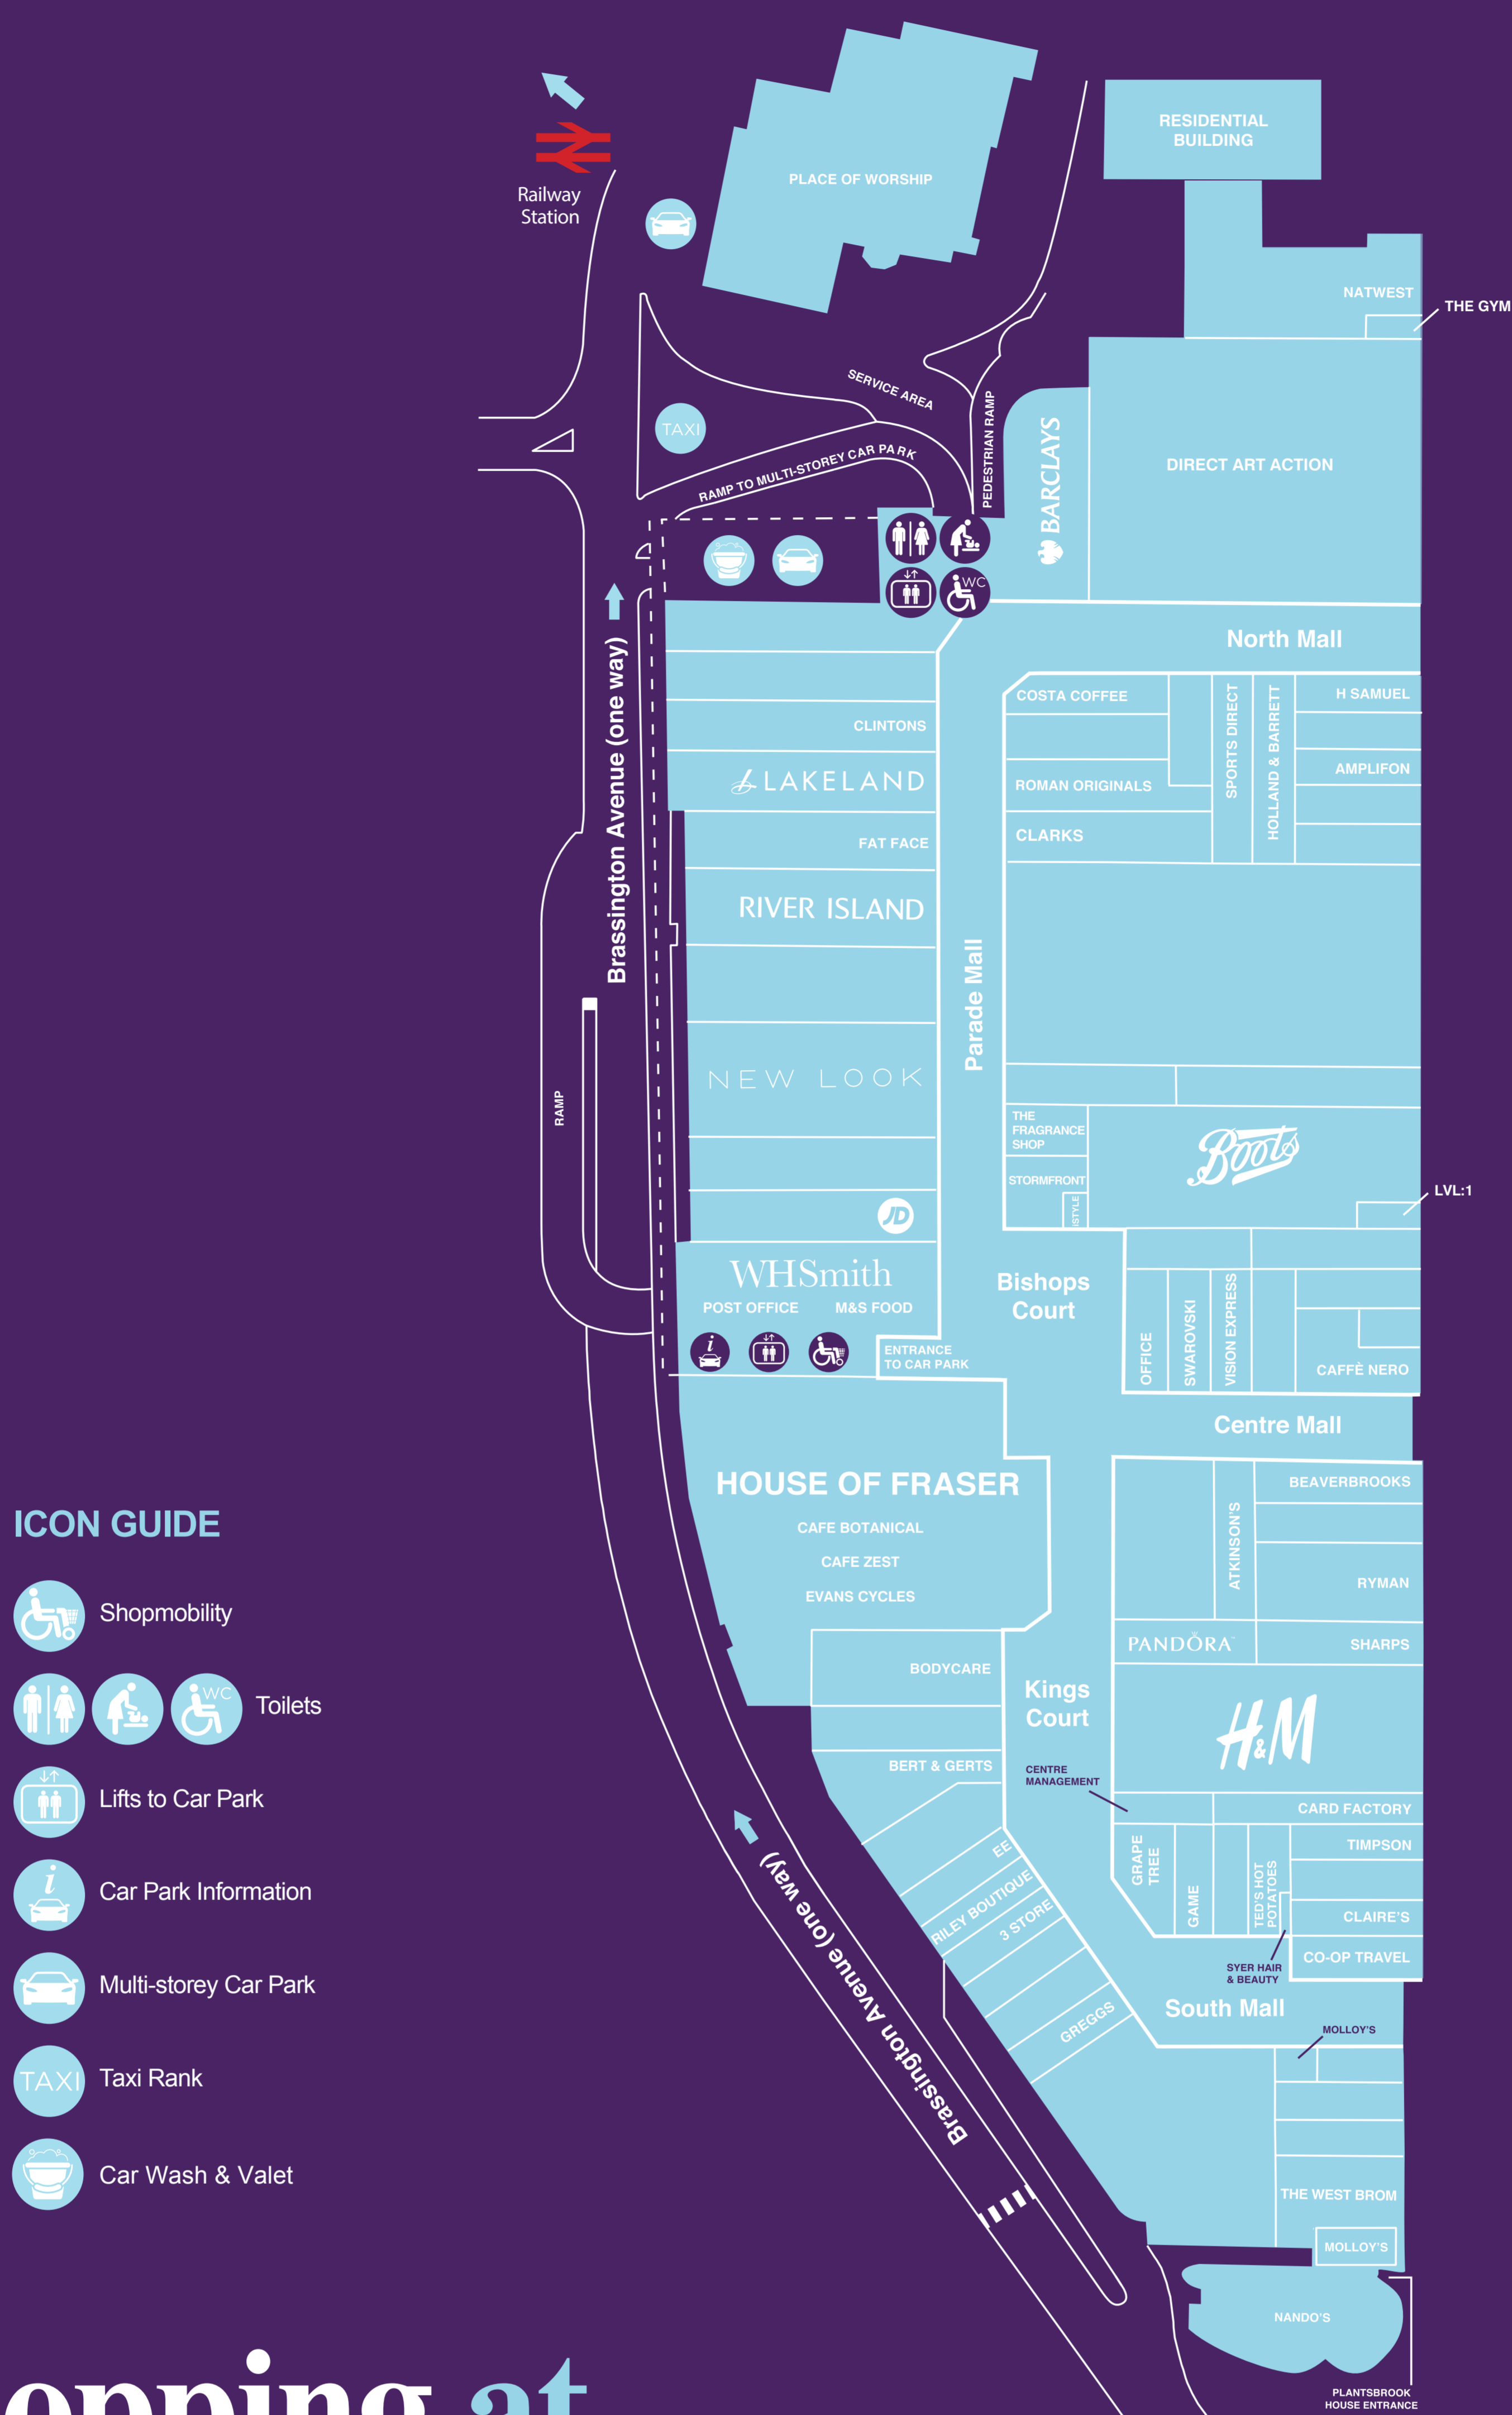 Railway
Station
PLACE OF WORSHIP
RESIDENTIAL
BUILDING
NATWEST
THE GYM
SERVICE AREA
PEDESTRIAN RAMP
TAXI
RAMP TO MULTI-STOREY CAR PARK
BARCLAYS
DIRECT ART ACTION
WC
North Mall
Brassington Avenue (one way)
CLINTONS
LAKELAND
FAT FACE
RIVER ISLAND
NEW LOOK
JD
WHSmith
POST OFFICE
M&S FOOD
i
ENTRANCE
TO CAR PARK
RAMP
Parade Mall
COSTA COFFEE
ROMAN ORIGINALS
CLARKS
SPORTS DIRECT
HOLLAND & BARRETT
H SAMUEL
AMPLIFON
THE
FRAGRANCE
SHOP
STORMFRONT
ISTYLE
Boots
LVL:1
Bishops
Court
OFFICE
SWAROVSKI
VISION EXPRESS
CAFFÈ NERO
Centre Mall
HOUSE OF FRASER
CAFE BOTANICAL
CAFE ZEST
EVANS CYCLES
BEAVERBROOKS
ATKINSON'S
RYMAN
PANDORA
SHARPS
BODYCARE
Kings
Court
H&M
BERT & GERTS
CENTRE
MANAGEMENT
CARD FACTORY
GRAPE
TREE
GAME
TED'S HOT
POTATOES
TIMPSON
CLAIRE'S
CO-OP TRAVEL
SYER HAIR
& BEAUTY
EE
RILEY BOUTIQUE
3 STORE
GREGGS
South Mall
MOLLOY'S
THE WEST BROM
MOLLOY'S
NANDO'S
PLANTSBROOK
HOUSE ENTRANCE
Brassington Avenue (one way)
ICON GUIDE
Shopmobility
WC
Toilets
Lifts to Car Park
i
Car Park Information
Multi-storey Car Park
TAXI
Taxi Rank
Car Wash & Valet
opping at